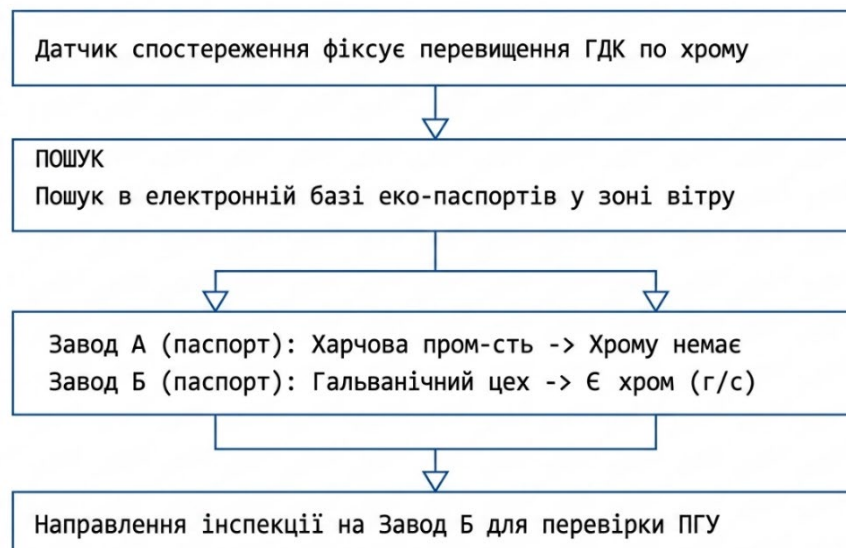 Датчик спостереження фіксує перевищення ГДК по хрому
ПОШУК
Пошук в електронній базі еко-паспортів у зоні вітру
Завод А (паспорт): Харчова пром-сть -> Хрому немає
Завод Б (паспорт): Гальванічний цех -> Є хром (г/с)
Направлення інспекції на Завод Б для перевірки ПГУ